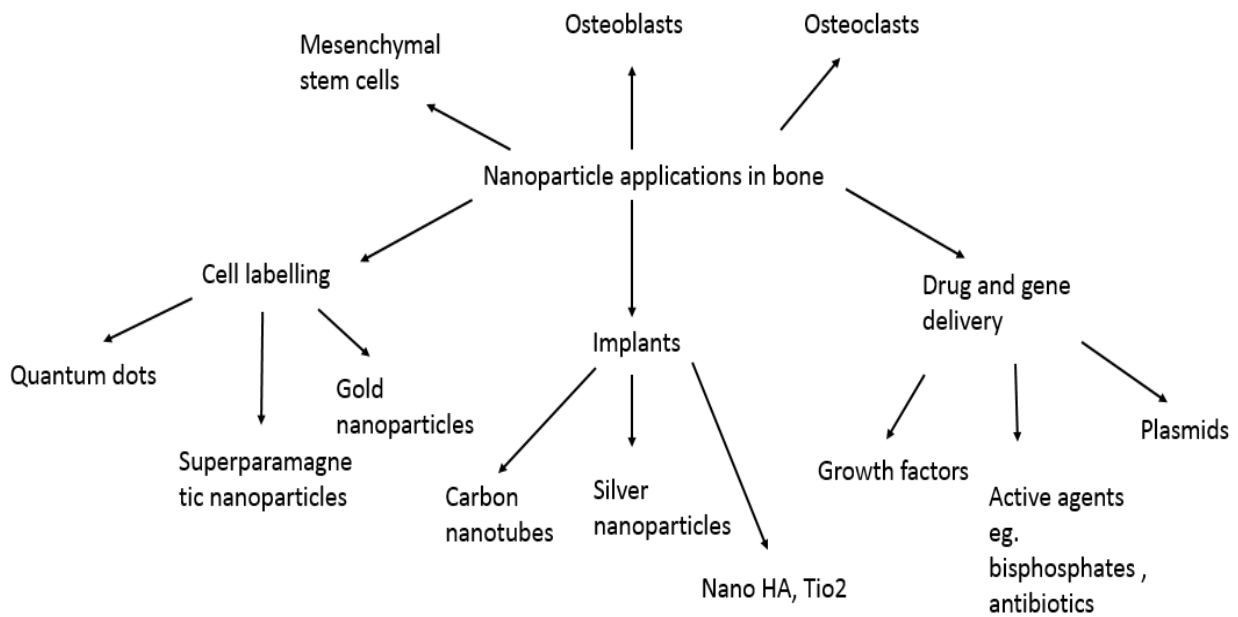 Osteoblasts
Osteoclasts
Mesenchymal
stem cells
Nanoparticle applications in bone
Cell labelling
Drug and gene
delivery
Implants
Quantum dots
Gold
nanoparticles
Plasmids
Superparamagne
tic nanoparticles
Growth factors
Carbon
nanotubes
Silver
nanoparticles
Active agents
eg.
bisphosphates ,
antibiotics
Nano HA, Tio2